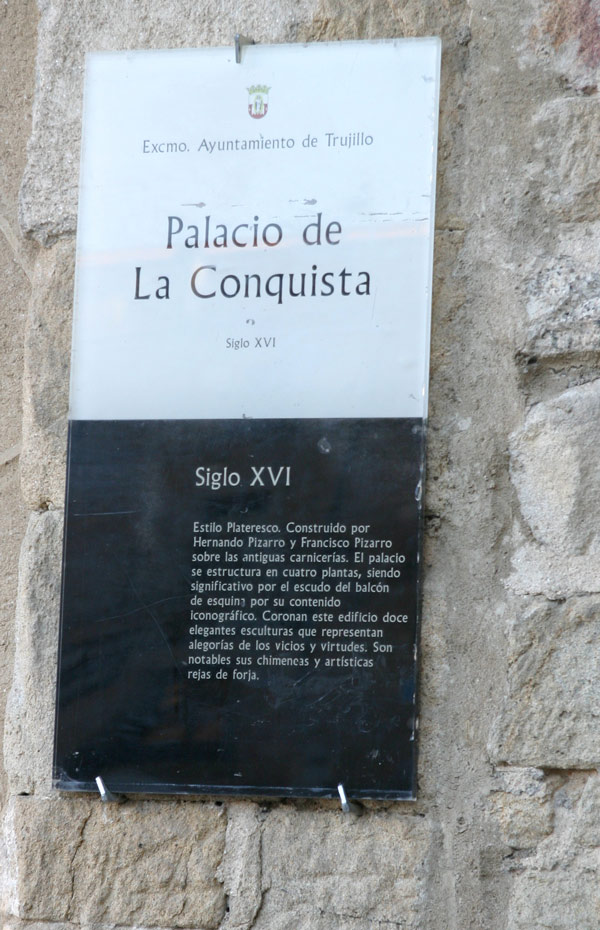 Excmo. Ayuntamiento de Trujillo
Palacio de
La Conquista
Siglo XVI
Siglo XVI
Estilo Plateresco. Construido por
Hernando Pizarro y Francisco Pizarro
sobre las antiguas carnicerías. El palacio
se estructura en cuatro plantas, siendo
significativo por el escudo del balcón
de esquina por su contenido
iconográfico. Coronan este edificio doce
elegantes esculturas que representan
alegorías de los vicios y virtudes. Son
notables sus chimeneas y artísticas
rejas de forja.